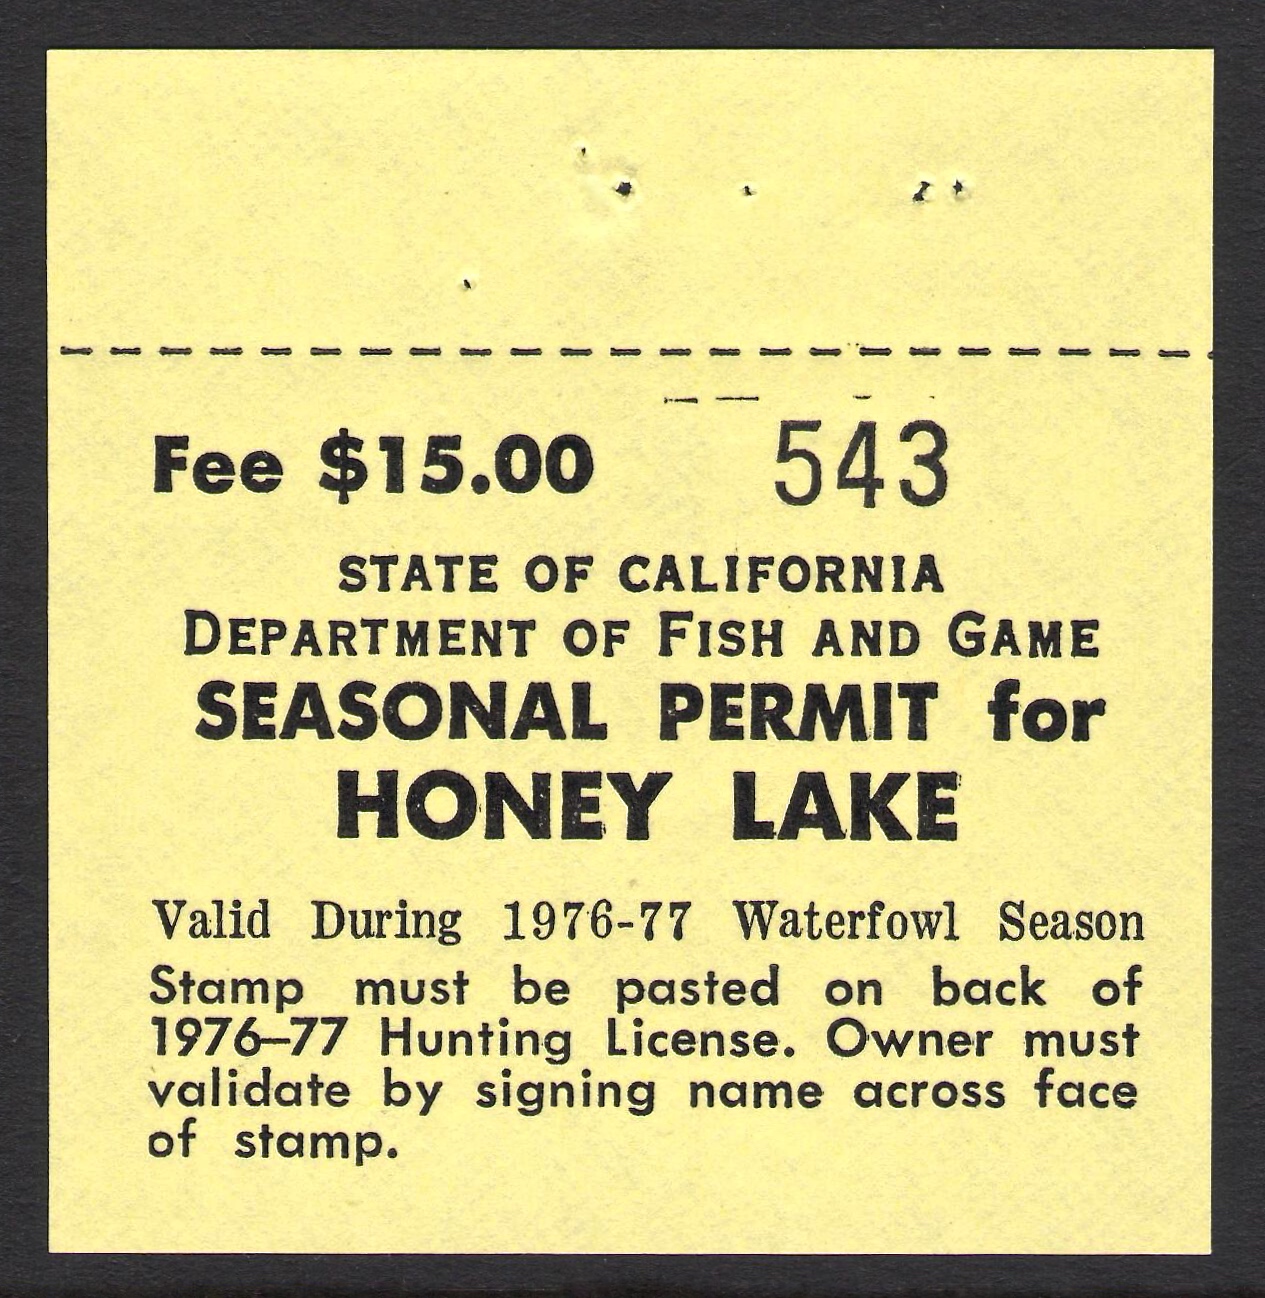 Fee $15.00 543
STATE OF CALIFORNIA
DEPARTMENT OF FISH AND GAME
SEASONAL PERMIT for
HONEY LAKE
Valid During 1976-77 Waterfowl Season
Stamp must be pasted on back of
1976–77 Hunting License. Owner must
validate by signing name across face
of stamp.